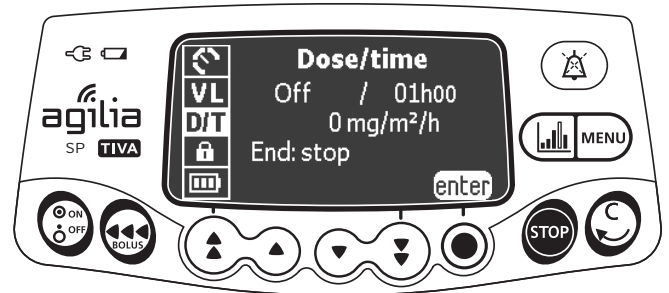 Dose/time
VL
Off / 01h00
D/T
0 mg/m²/h
End: stop
enter
agilia
SP TIVA
MENU
ON
OFF
BOLUS
STOP
C